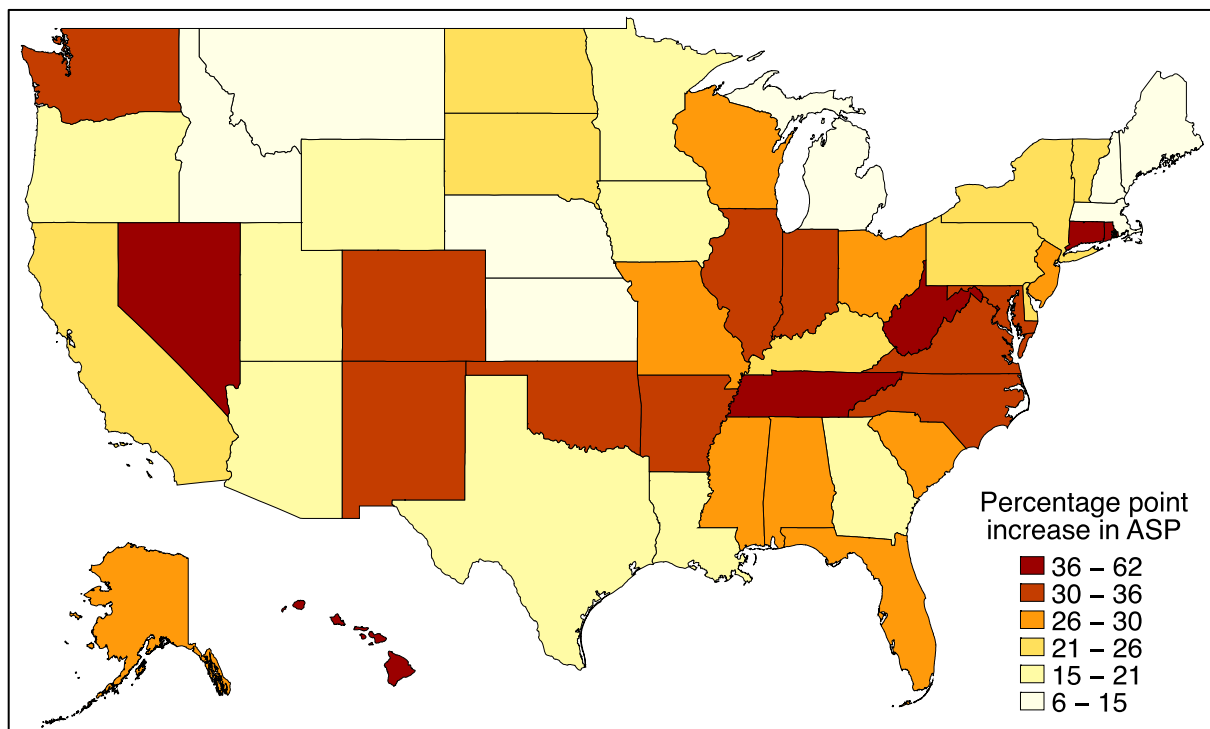 Percentage point
increase in ASP
36 – 62
30 – 36
26 – 30
21 – 26
15 – 21
6 – 15